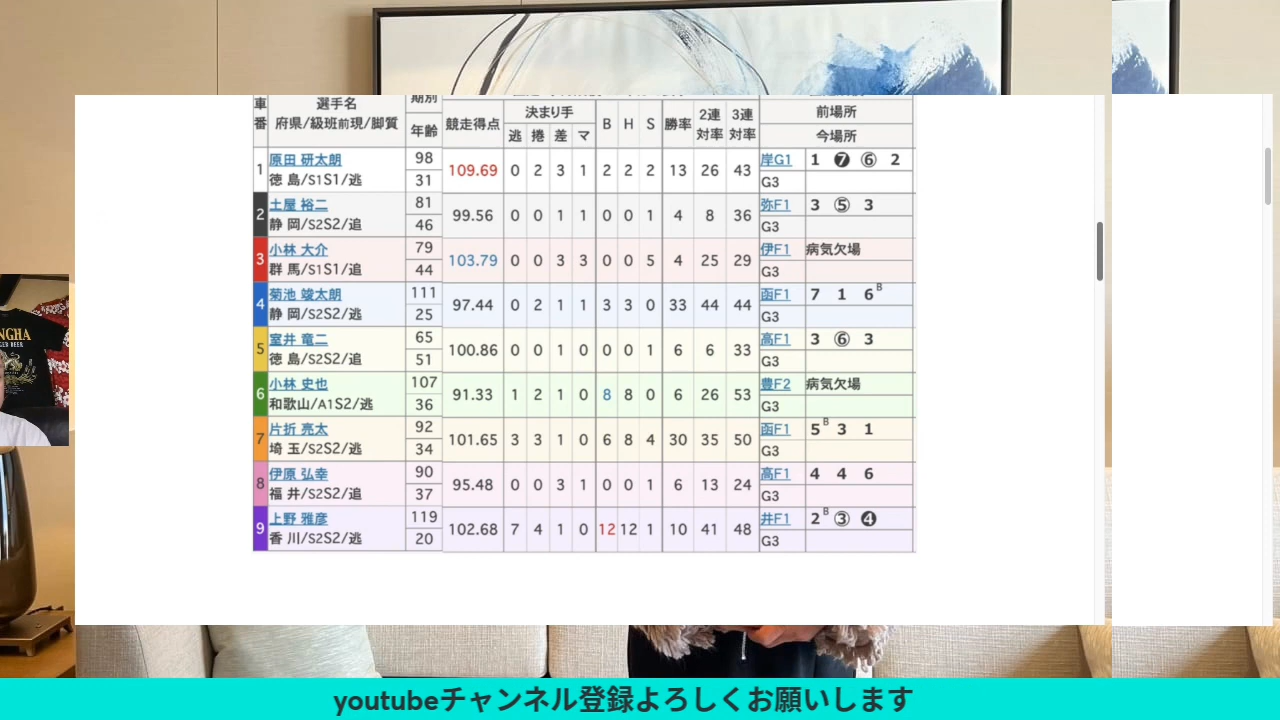 車番 選手名 府県/級班前現/脚質 期別 年齢 競走得点 決まり手 逃 捲 差 マ B H S 勝率 2連対率 3連対率 前場所 今場所
1 原田 研太朗 徳 島/S1S1/逃 98 31 109.69 0 2 3 1 2 2 2 13 26 43 岸G1 1 ❼ ⑥ 2 G3
2 土屋 裕二 静 岡/S2S2/追 81 46 99.56 0 0 1 1 0 0 1 4 8 36 弥F1 3 ⑤ 3 G3
3 小林 大介 群 馬/S1S1/追 79 44 103.79 0 0 3 3 0 0 5 4 25 29 伊F1 病気欠場 G3
4 菊池 竣太朗 静 岡/S2S2/逃 111 25 97.44 0 2 1 1 3 3 0 33 44 44 函F1 7 1 6B G3
5 室井 竜二 徳 島/S2S2/追 65 51 100.86 0 0 1 0 0 0 1 6 6 33 高F1 3 ⑥ 3 G3
6 小林 史也 和歌山/A1S2/逃 107 36 91.33 1 2 1 0 8 8 0 6 26 53 豊F2 病気欠場 G3
7 片折 亮太 埼 玉/S2S2/逃 92 34 101.65 3 3 1 0 6 8 4 30 35 50 函F1 5B 3 1 G3
8 伊原 弘幸 福 井/S2S2/追 90 37 95.48 0 0 3 1 0 0 1 6 13 24 高F1 4 4 6 G3
9 上野 雅彦 香 川/S2S2/逃 119 20 102.68 7 4 1 0 12 12 1 10 41 48 井F1 2B ③ ❹ G3
NGHA
ER BEER
youtubeチャンネル登録よろしくお願いします